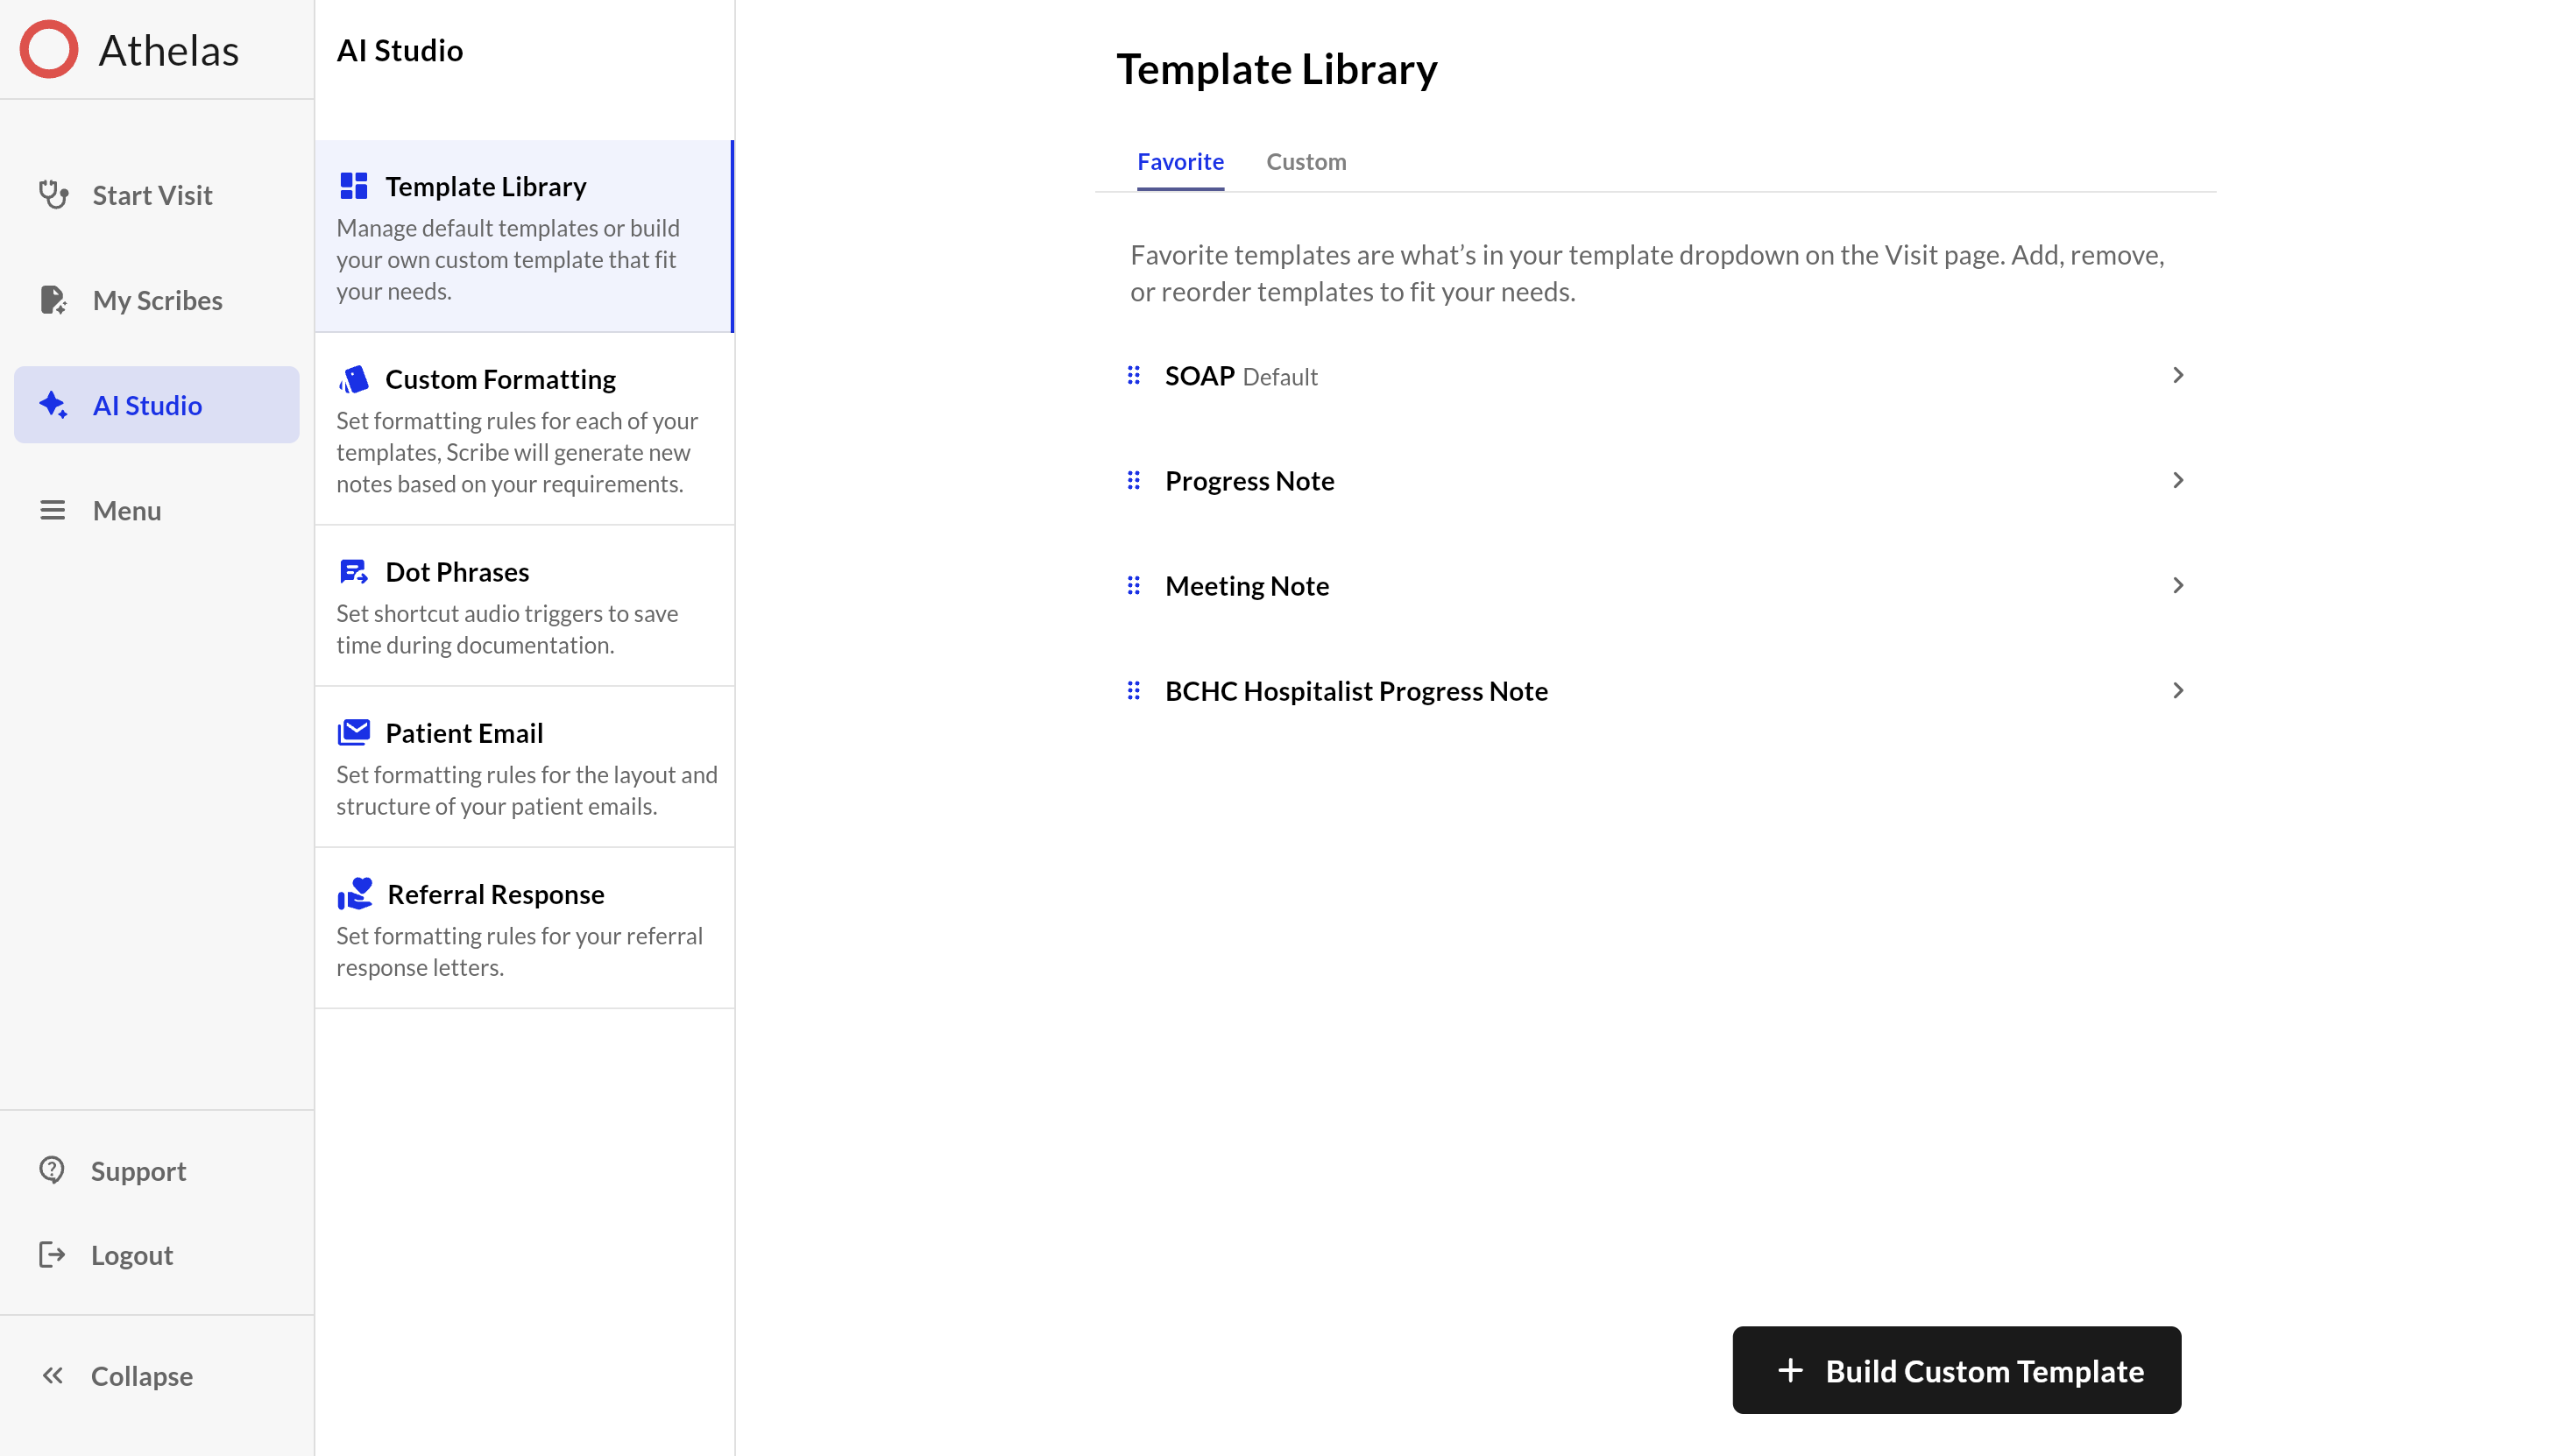 Athelas
Start Visit
My Scribes
AI Studio
Menu
Support
Logout
Collapse
AI Studio
Template Library
Manage default templates or build
your own custom template that fit
your needs.
Custom Formatting
Set formatting rules for each of your
templates, Scribe will generate new
notes based on your requirements.
Dot Phrases
Set shortcut audio triggers to save
time during documentation.
Patient Email
Set formatting rules for the layout and
structure of your patient emails.
Referral Response
Set formatting rules for your referral
response letters.
Template Library
Favorite Custom
Favorite templates are what’s in your template dropdown on the Visit page. Add, remove,
or reorder templates to fit your needs.
SOAP Default
Progress Note
Meeting Note
BCHC Hospitalist Progress Note
Build Custom Template